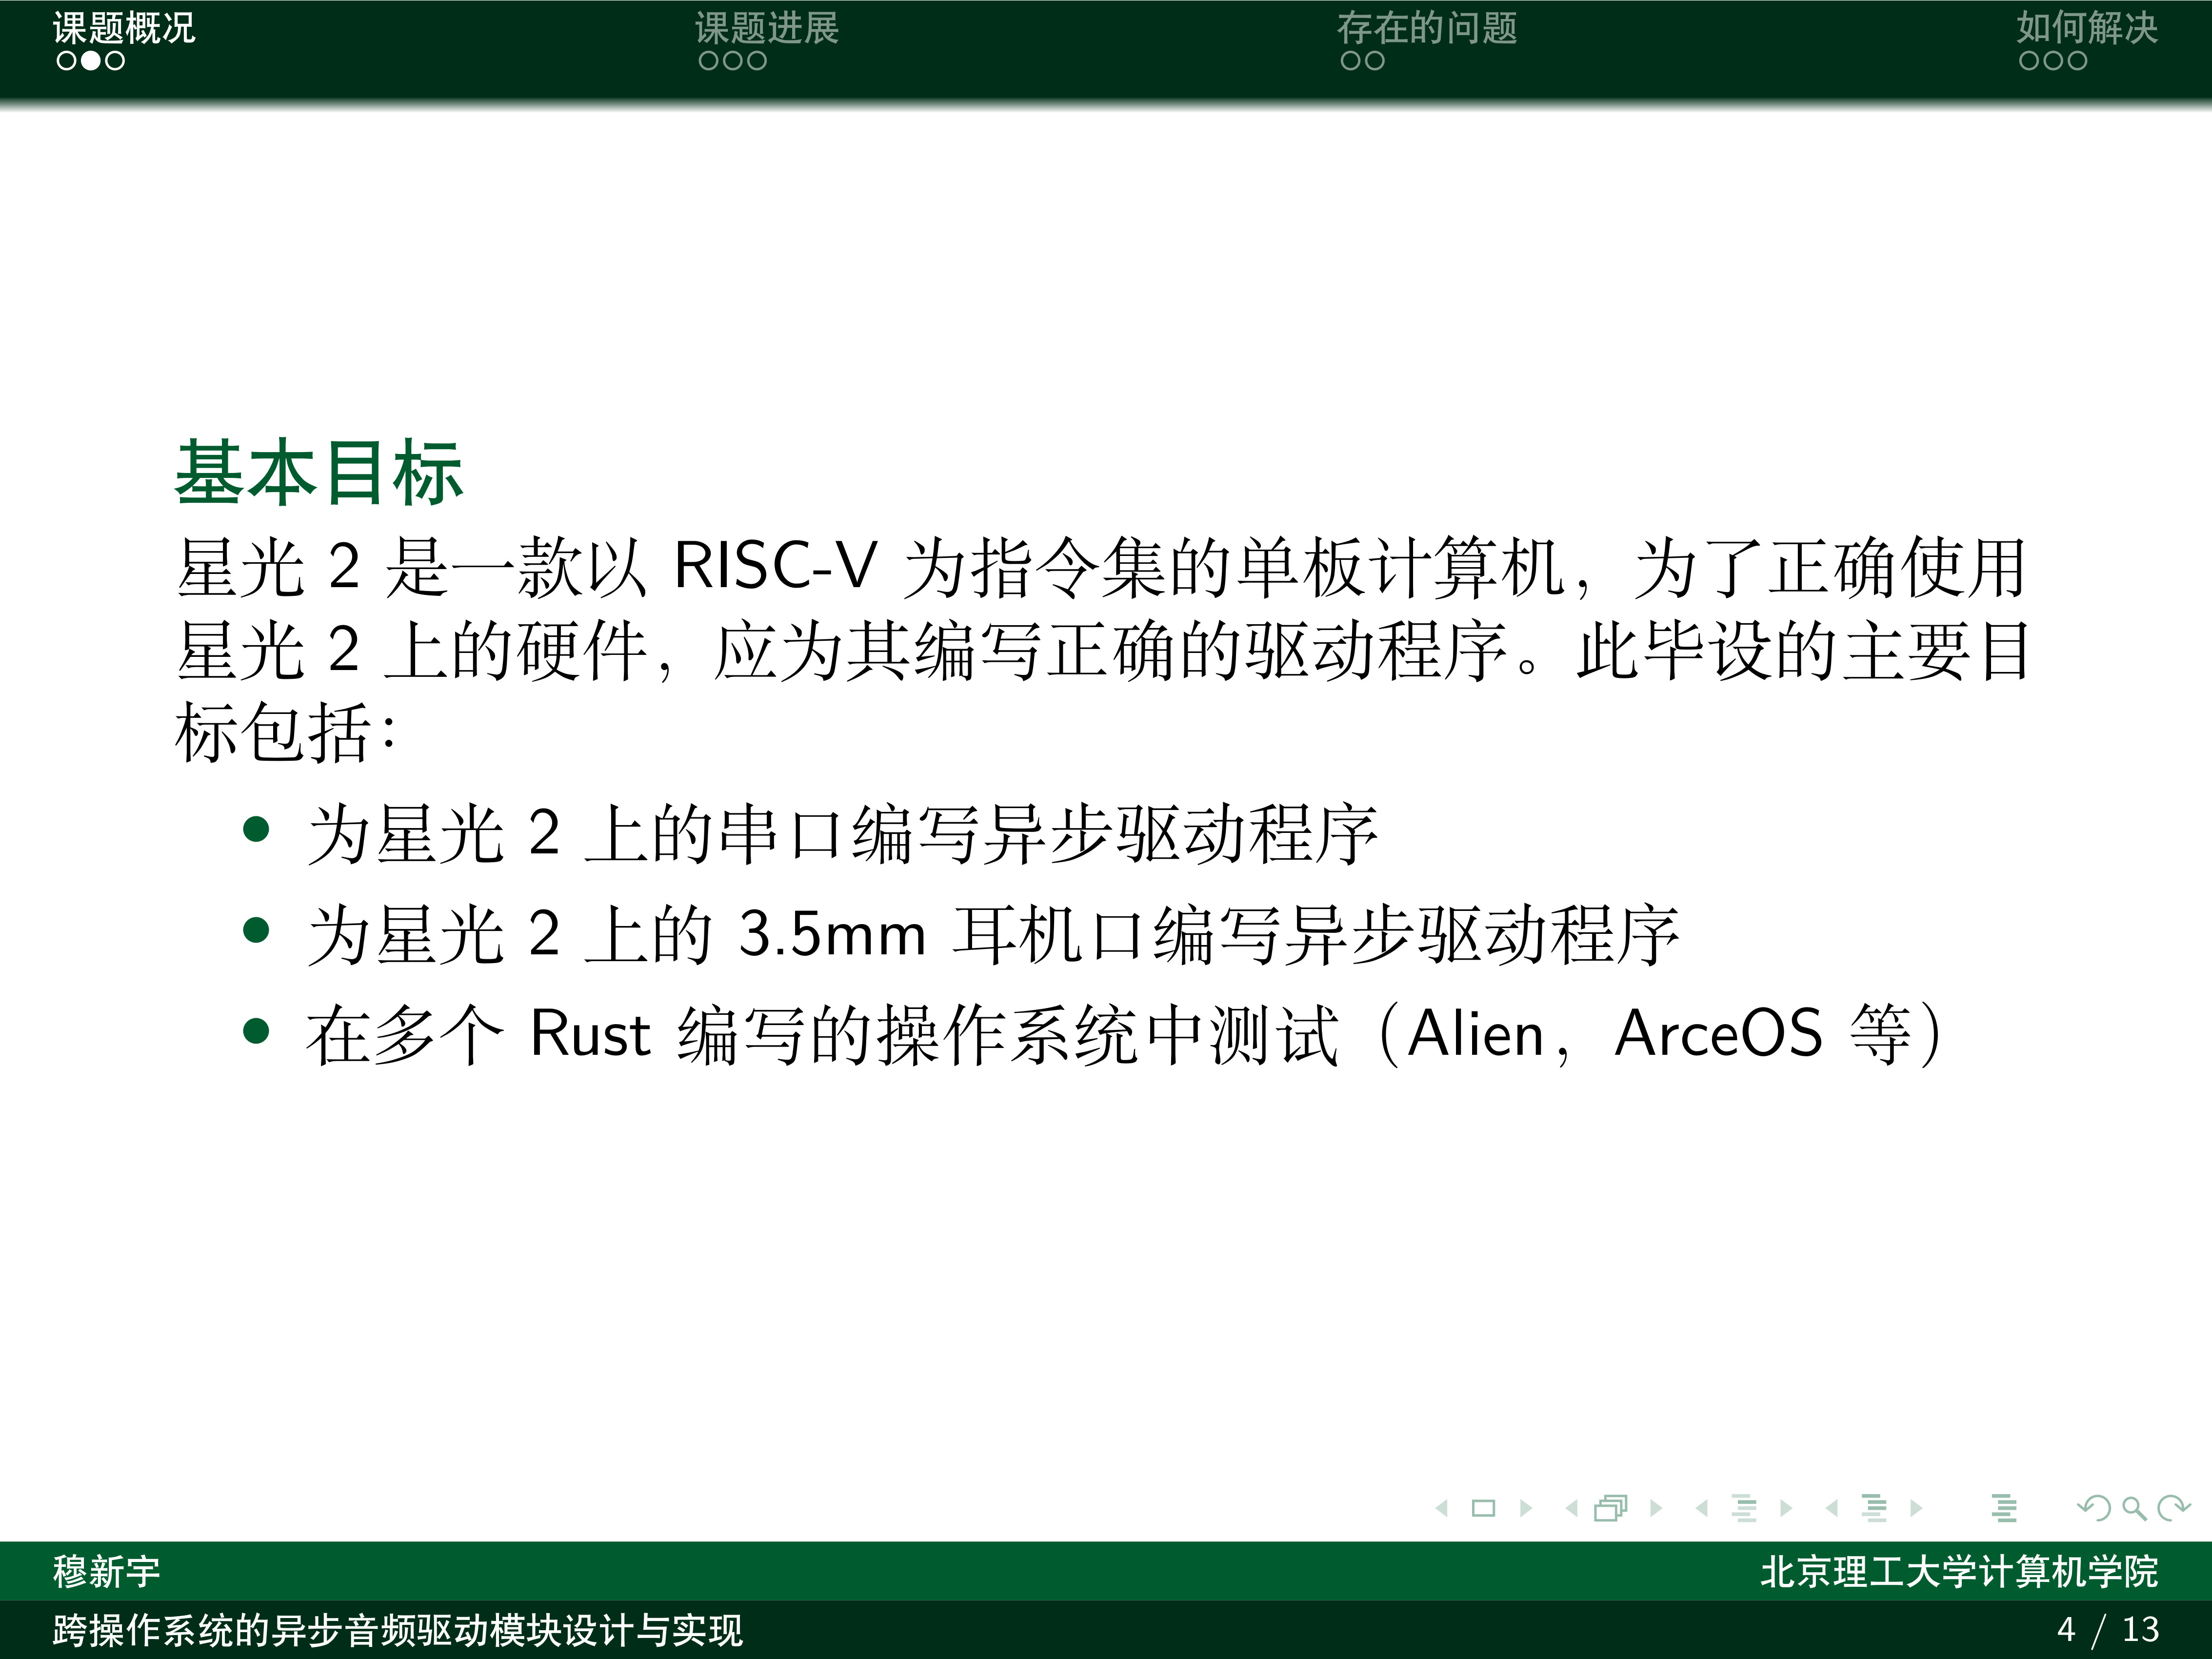 课题概况
课题进展
存在的问题
如何解决
基本目标
星光 2 是一款以 RISC-V 为指令集的单板计算机，为了正确使用
星光 2 上的硬件，应为其编写正确的驱动程序。此毕设的主要目
标包括：
为星光 2 上的串口编写异步驱动程序
为星光 2 上的 3.5mm 耳机口编写异步驱动程序
在多个 Rust 编写的操作系统中测试（Alien，ArceOS 等）
穆新宇
北京理工大学计算机学院
跨操作系统的异步音频驱动模块设计与实现
4 / 13